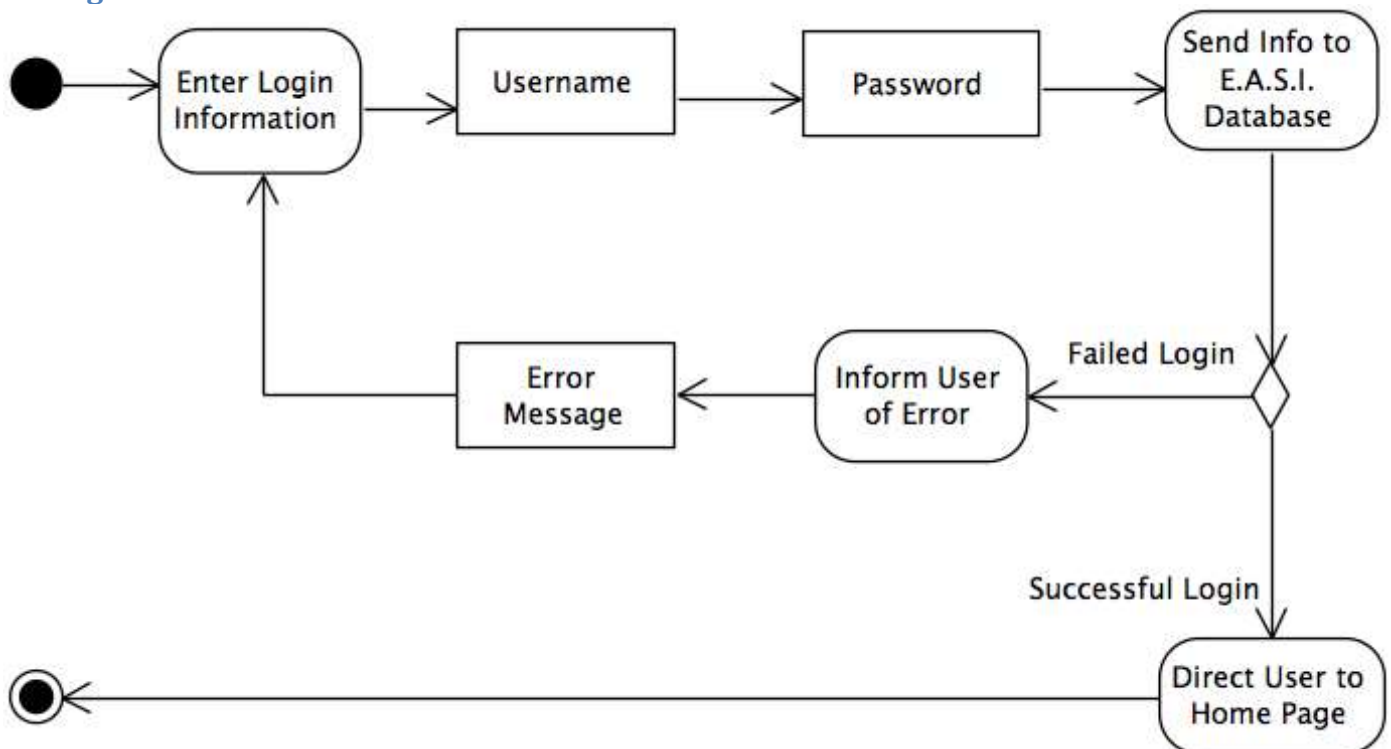 Enter Login
Information
Username
Password
Send Info to
E.A.S.I.
Database
Failed Login
Inform User
of Error
Error
Message
Successful Login
Direct User to
Home Page